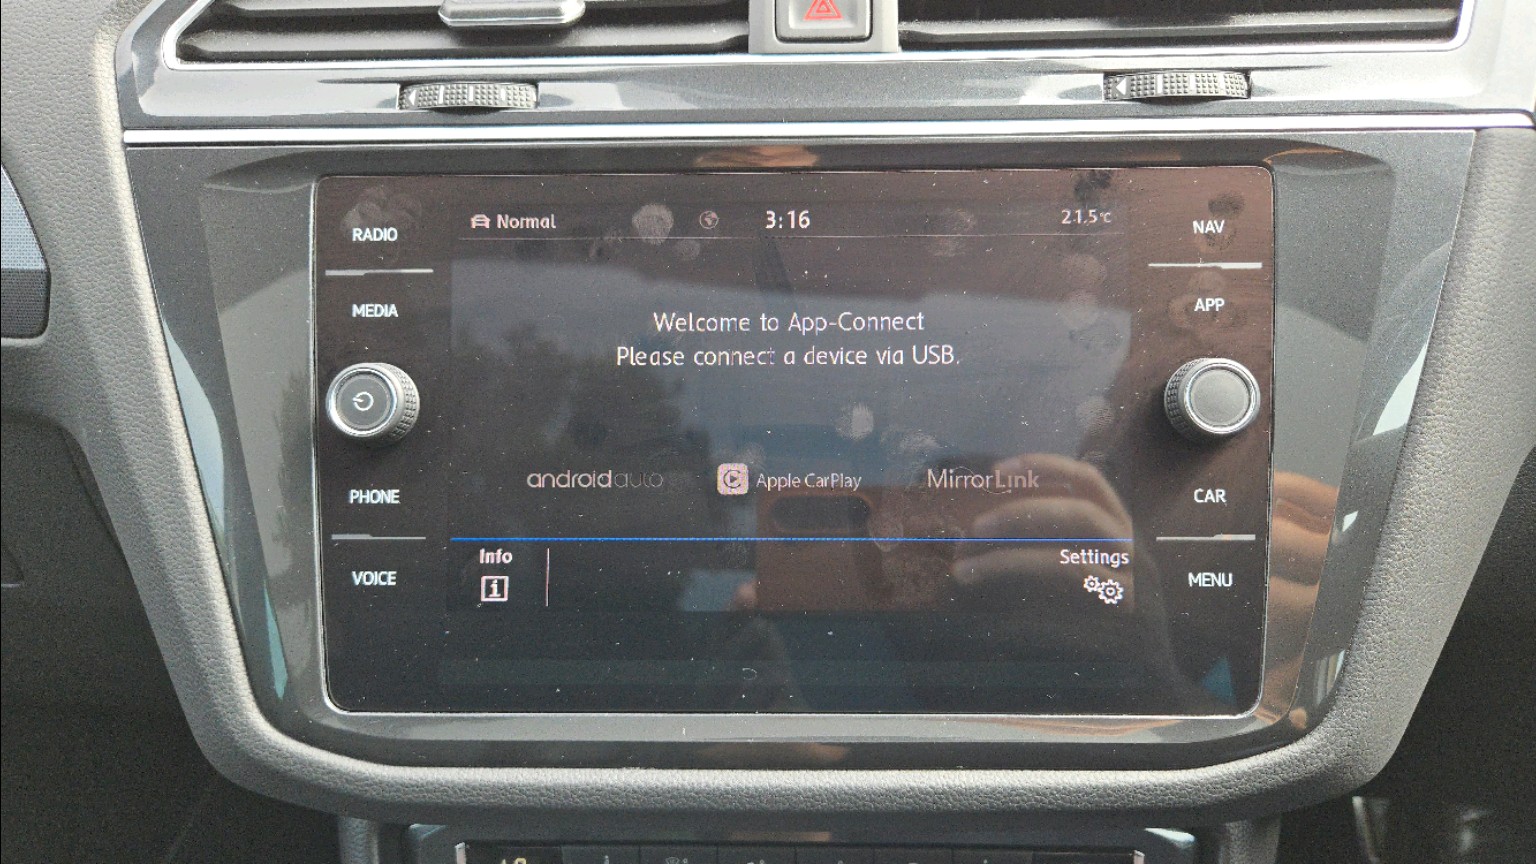 Normal
3:16
21.5°C
RADIO
MEDIA
PHONE
VOICE
Welcome to App-Connect
Please connect a device via USB.
androidauto
Apple CarPlay
MirrorLink
Info
i
Settings
NAV
APP
CAR
MENU